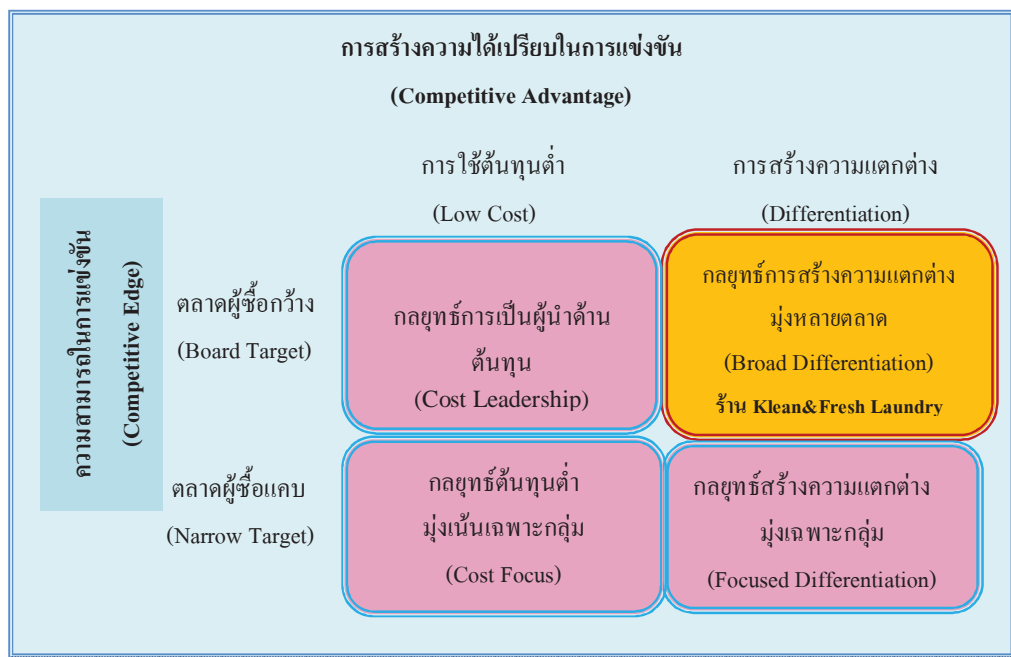 การสร้างความได้เปรียบในการแข่งขัน
(Competitive Advantage)
การใช้ต้นทุนต่ำ
(Low Cost)
การสร้างความแตกต่าง
(Differentiation)
ความสามารถในการแข่งขัน
(Competitive Edge)
ตลาดผู้ซื้อกว้าง
(Board Target)
กลยุทธ์การเป็นผู้นำด้าน
ต้นทุน
(Cost Leadership)
กลยุทธ์การสร้างความแตกต่าง
มุ่งหลายตลาด
(Broad Differentiation)
ร้าน Klean&Fresh Laundry
ตลาดผู้ซื้อแคบ
(Narrow Target)
กลยุทธ์ต้นทุนต่ำ
มุ่งเน้นเฉพาะกลุ่ม
(Cost Focus)
กลยุทธ์สร้างความแตกต่าง
มุ่งเฉพาะกลุ่ม
(Focused Differentiation)